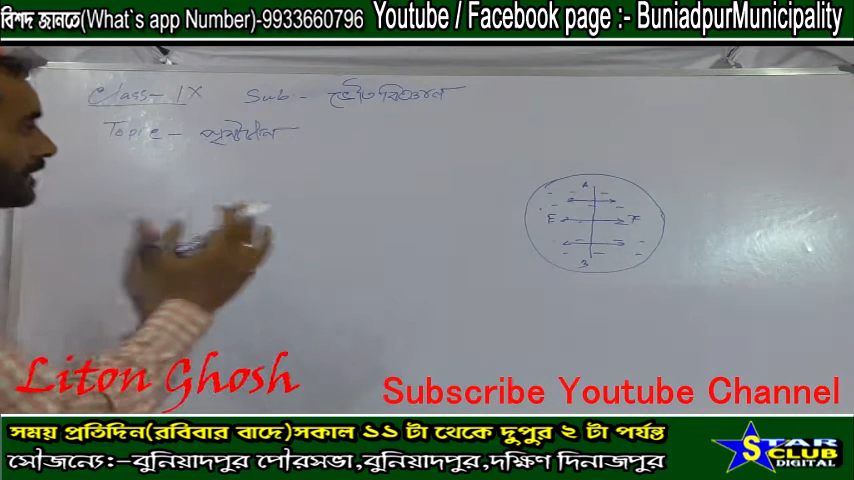 বিশদ জানতে(What`s app Number)-9933660796 Youtube / Facebook page :- BuniadpurMunicipality
Class - IX Sub - ভৌতবিজ্ঞান
Topic - পৃষ্ঠটান
A
E F
B
Liton Ghosh
Subscribe Youtube Channel
সময় প্রতিদিন(রবিবার বাদে)সকাল ১১ টা থেকে দুপুর ২ টা পর্যন্ত
সৌজন্যে:-বুনিয়াদপুর পৌরসভা,বুনিয়াদপুর,দক্ষিণ দিনাজপুর
STAR
CLUB
DIGITAL